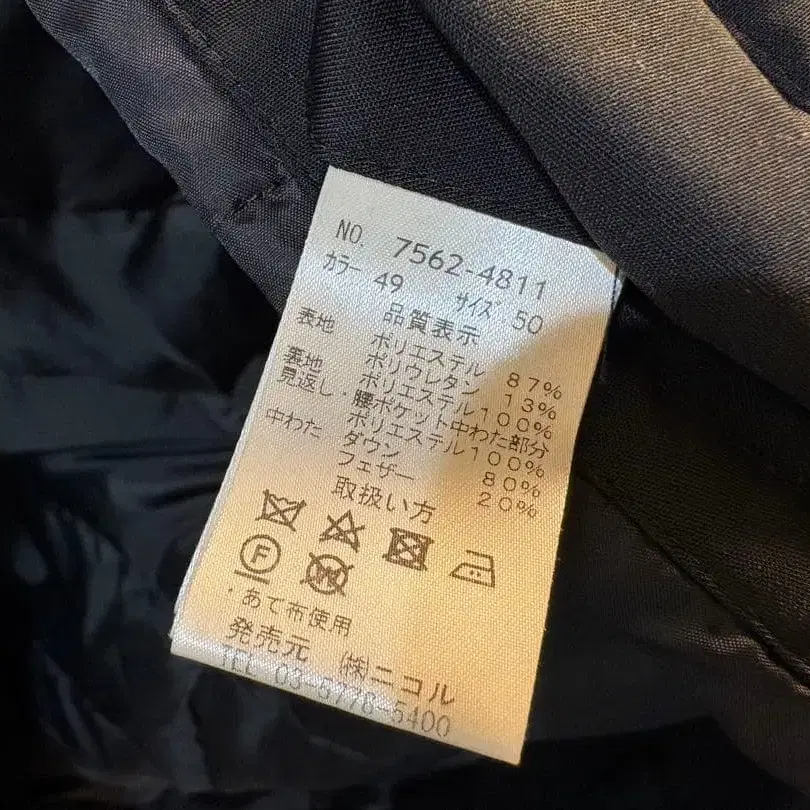 NO. 7562-4811
カラー 49 サイズ 50
品質表示
表地 ポリエステル 87%
ポリウレタン 13%
裏地 ポリエステル100%
見返し・腰ポケット中わた部分
ポリエステル100%
中わた ダウン 80%
フェザー 20%
取扱い方
F W
・あて布使用
発売元 (株)ニコル
TEL 03-5778-5400